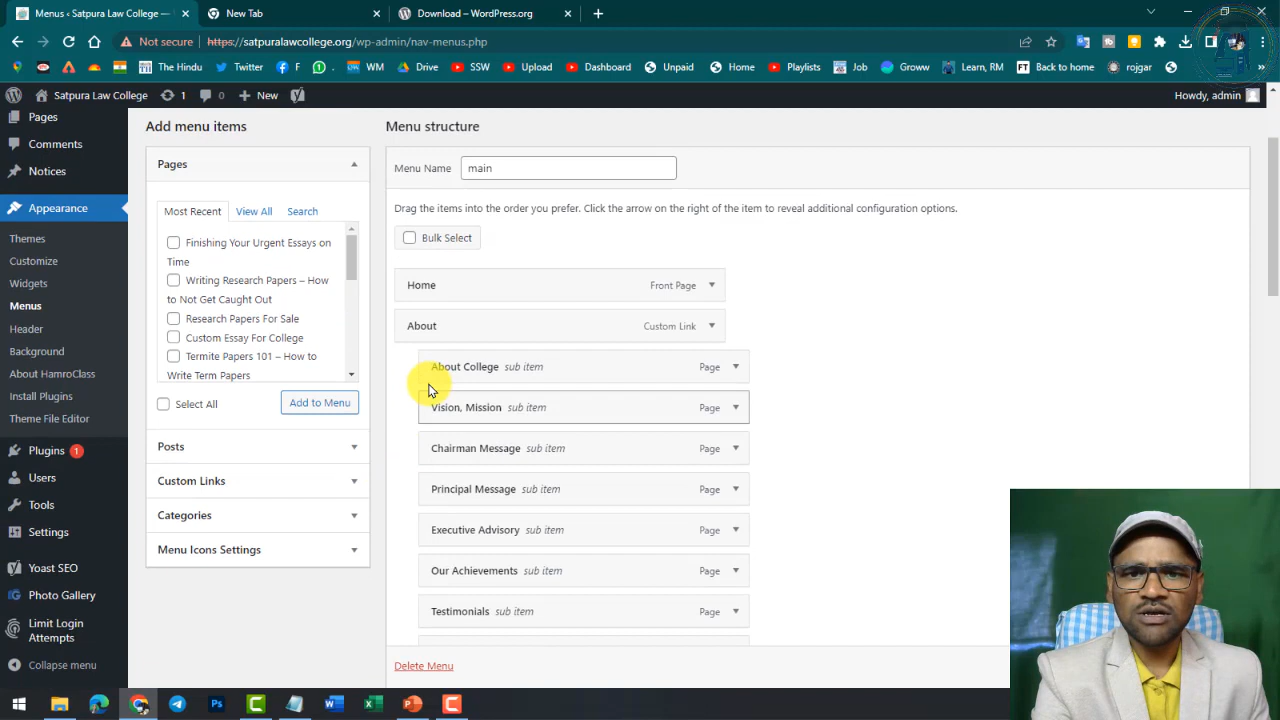 Menus ‹ Satpura Law College —
New Tab
Download – WordPress.org
Not secure
https://satpuralawcollege.org/wp-admin/nav-menus.php
The Hindu
Twitter
F
WM
Drive
SSW
Upload
Dashboard
Unpaid
Home
Playlists
Job
Groww
Learn, RM
FT
Back to home
rojgar
Satpura Law College
1
0
New
Howdy, admin
Pages
Comments
Notices
Appearance
Themes
Customize
Widgets
Menus
Header
Background
About HamroClass
Install Plugins
Theme File Editor
Plugins 1
Users
Tools
Settings
Yoast SEO
Photo Gallery
Limit Login
Attempts
Collapse menu
Add menu items
Pages
Most Recent
View All
Search
Finishing Your Urgent Essays on
Time
Writing Research Papers – How
to Not Get Caught Out
Research Papers For Sale
Custom Essay For College
Termite Papers 101 – How to
Write Term Papers
Select All
Add to Menu
Posts
Custom Links
Categories
Menu Icons Settings
Menu structure
Menu Name main
Drag the items into the order you prefer. Click the arrow on the right of the item to reveal additional configuration options.
Bulk Select
Home Front Page
About Custom Link
About College sub item Page
Vision, Mission sub item Page
Chairman Message sub item Page
Principal Message sub item Page
Executive Advisory sub item Page
Our Achievements sub item Page
Testimonials sub item Page
Delete Menu